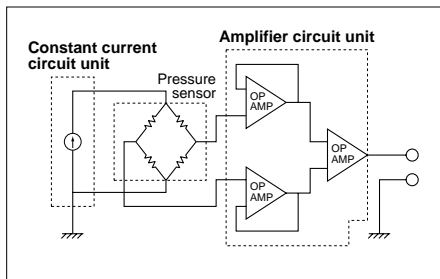 Constant current
circuit unit
Amplifier circuit unit
Pressure
sensor
OP
AMP
OP
AMP
OP
AMP